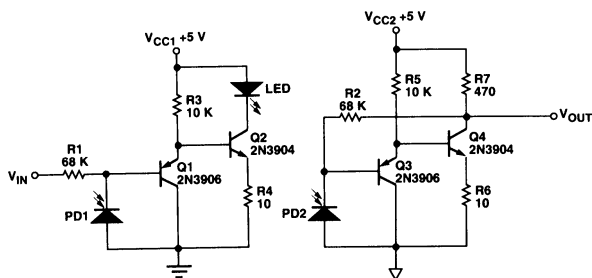 VCC1 +5 V
LED
R3
10 K
Q2
2N3904
R1
68 K
VIN
Q1
2N3906
R4
10
PD1
VCC2 +5 V
R5
10 K
R7
470
R2
68 K
VOUT
Q4
2N3904
Q3
2N3906
R6
10
PD2